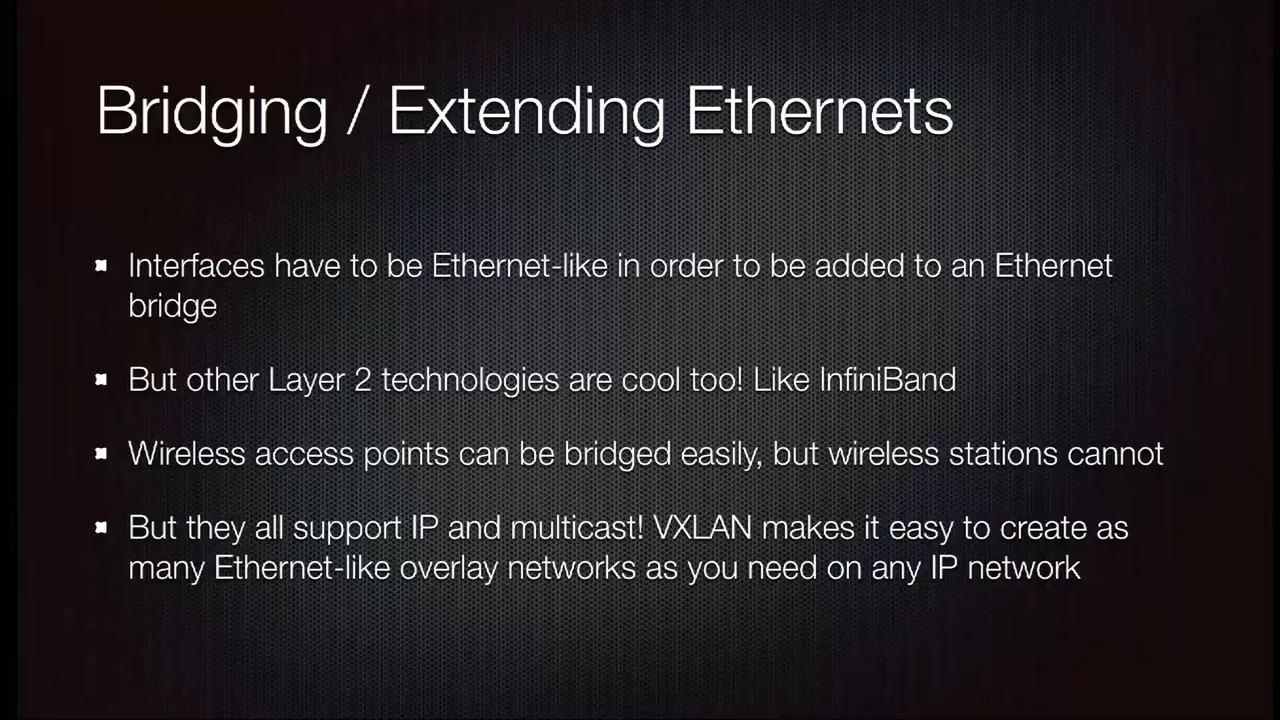 Bridging / Extending Ethernets
Interfaces have to be Ethernet-like in order to be added to an Ethernet
bridge
But other Layer 2 technologies are cool too! Like InfiniBand
Wireless access points can be bridged easily, but wireless stations cannot
But they all support IP and multicast! VXLAN makes it easy to create as
many Ethernet-like overlay networks as you need on any IP network